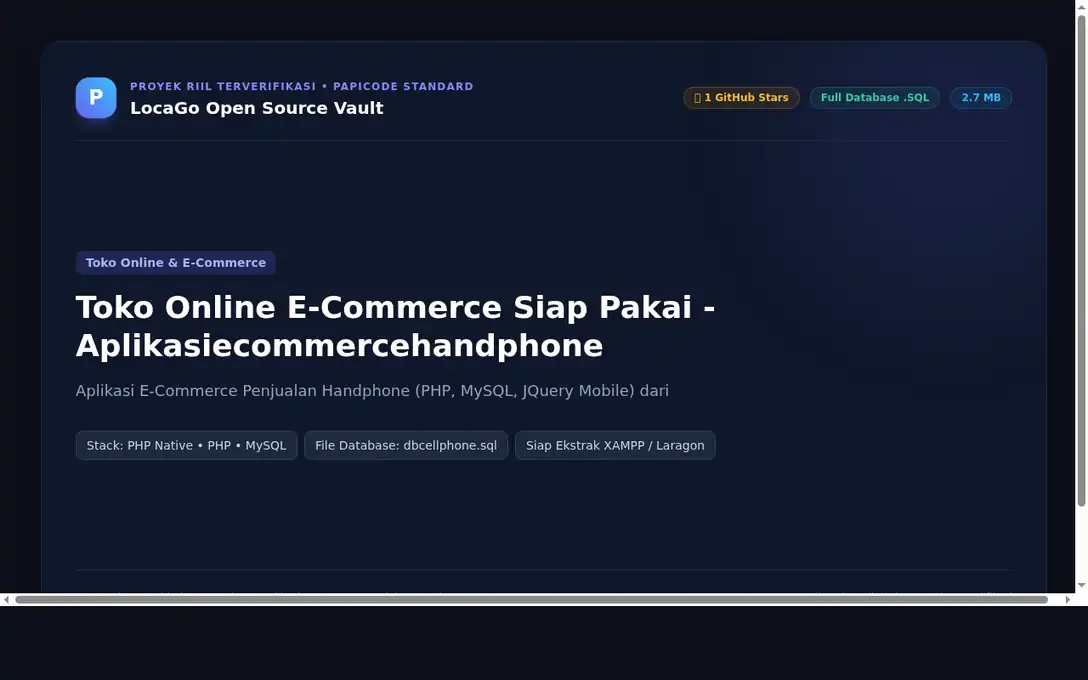 P
PROYEK RIIL TERVERIFIKASI • PAPICODE STANDARD
LocaGo Open Source Vault
1 GitHub Stars
Full Database .SQL
2.7 MB
Toko Online & E-Commerce
Toko Online E-Commerce Siap Pakai -
Aplikasiecommercehandphone
Aplikasi E-Commerce Penjualan Handphone (PHP, MySQL, JQuery Mobile) dari
Stack: PHP Native • PHP • MySQL
File Database: dbcellphone.sql
Siap Ekstrak XAMPP / Laragon